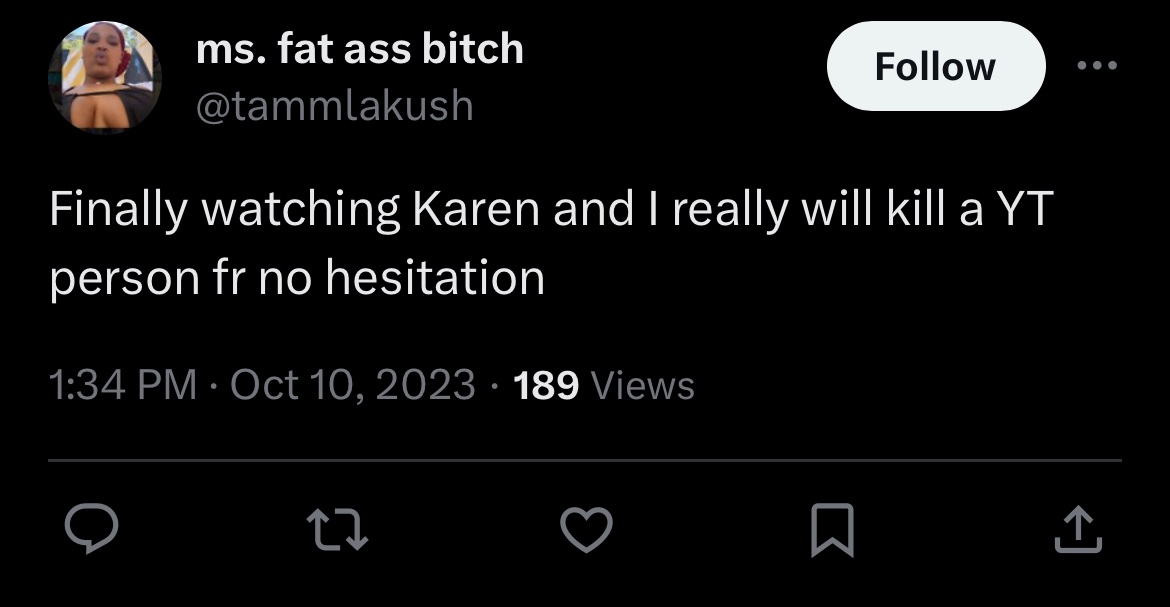 ms. fat ass bitch
Follow
@tammlakush
Finally watching Karen and I really will kill a YT
person fr no hesitation
1:34 PM · Oct 10, 2023 · 189 Views